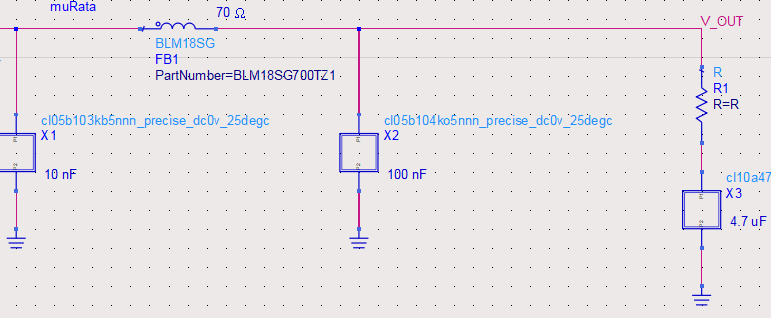 muRata
70 Ω
V_OUT
BLM18SG
FB1
PartNumber=BLM18SG700TZ1
R
R1
R=R
cl05b103kb5nnn_precise_dc0v_25degc
X1
10 nF
cl05b104ko5nnn_precise_dc0v_25degc
X2
100 nF
cl10a47
X3
4.7 uF